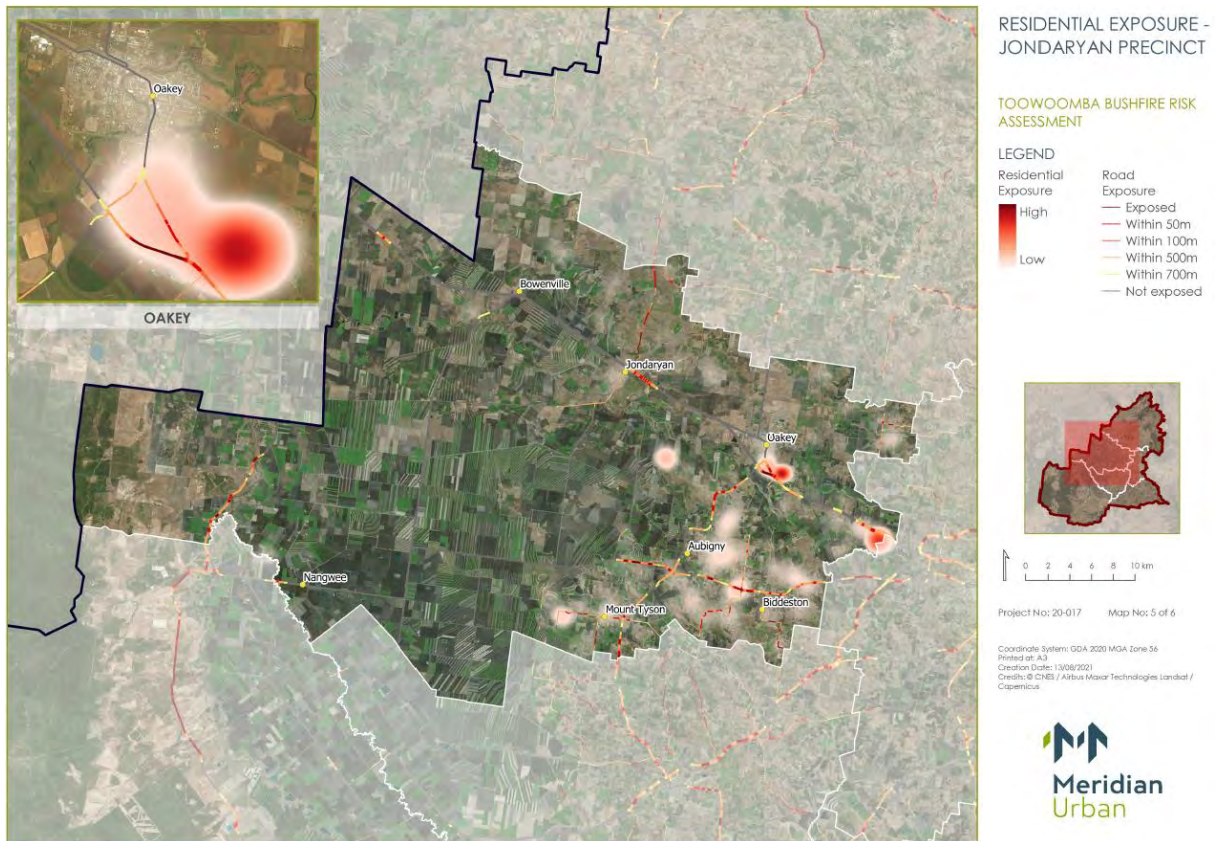 Oakey
OAKEY
Bowenville
Jondaryan
Oakey
Aubigny
Nangwee
Mount Tyson
Biddeston
RESIDENTIAL EXPOSURE -
JONDARYAN PRECINCT
TOOWOOMBA BUSHFIRE RISK
ASSESSMENT
LEGEND
Residential
Exposure
High
Low
Road
Exposure
Exposed
Within 50m
Within 100m
Within 500m
Within 700m
Not exposed
0 2 4 6 8 10 km
Project No: 20-017 Map No: 5 of 6
Coordinate System: GDA 2020 MGA Zone 56
Printed at: A3
Creation Date: 13/08/2021
Credits: © CNES / Airbus Maxar Technologies Landsat /
Copernicus
Meridian
Urban